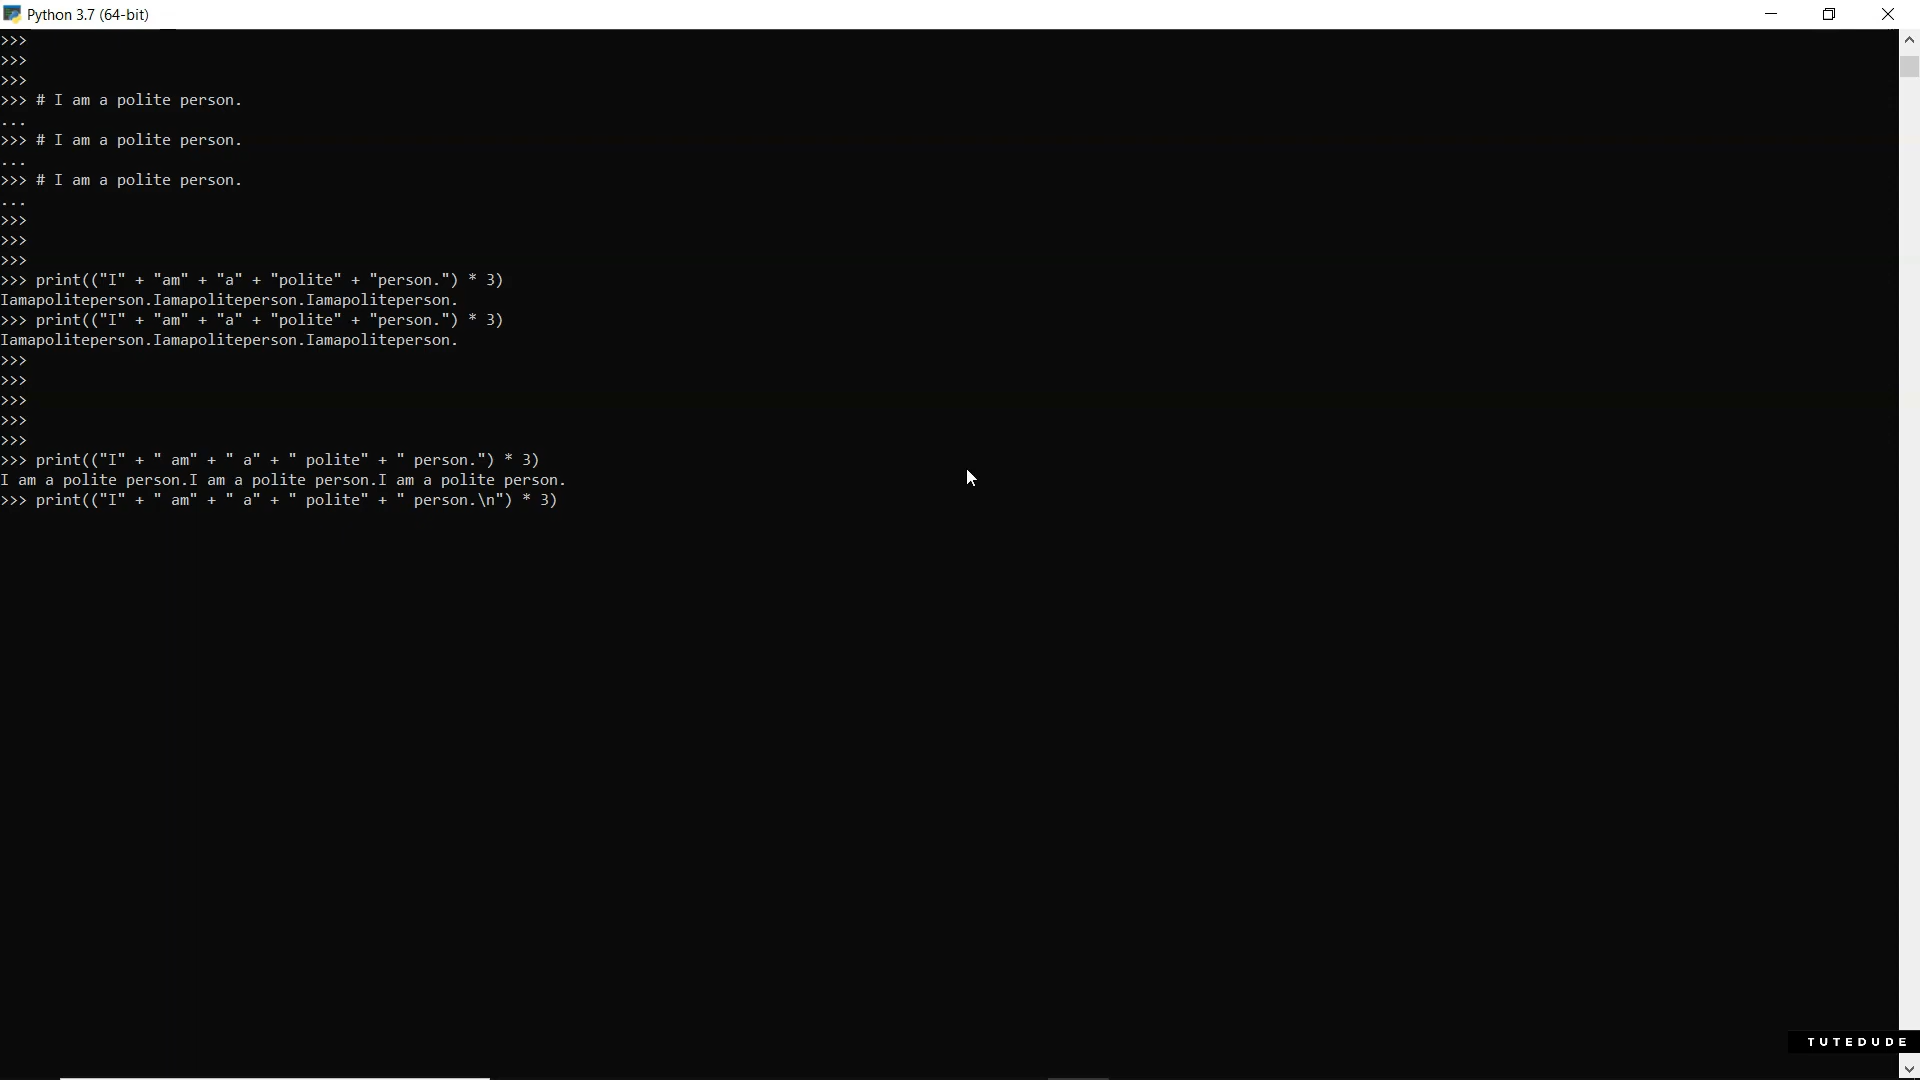 Python 3.7 (64-bit)
>>>
>>>
>>>
>>> # I am a polite person.
...
>>> # I am a polite person.
...
>>> # I am a polite person.
...
>>>
>>>
>>>
>>> print(("I" + "am" + "a" + "polite" + "person.") * 3)
Iamapoliteperson.Iamapoliteperson.Iamapoliteperson.
>>> print(("I" + "am" + "a" + "polite" + "person.") * 3)
Iamapoliteperson.Iamapoliteperson.Iamapoliteperson.
>>>
>>>
>>>
>>>
>>>
>>> print(("I" + " am" + " a" + " polite" + " person.") * 3)
I am a polite person.I am a polite person.I am a polite person.
>>> print(("I" + " am" + " a" + " polite" + " person.\n") * 3)
TUTEDUDE